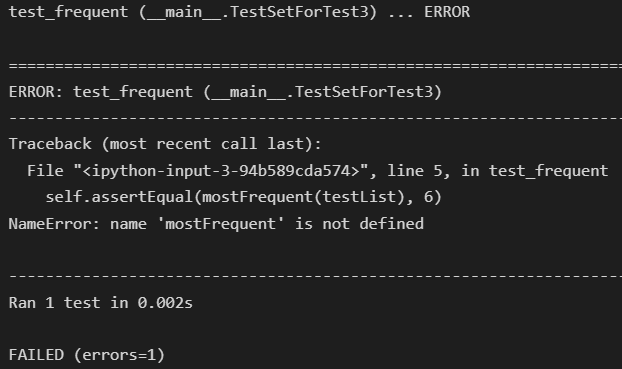 test_frequent (__main__.TestSetForTest3) ... ERROR
======================================================================
ERROR: test_frequent (__main__.TestSetForTest3)
----------------------------------------------------------------------
Traceback (most recent call last):
  File "<ipython-input-3-94b589cda574>", line 5, in test_frequent
    self.assertEqual(mostFrequent(testList), 6)
NameError: name 'mostFrequent' is not defined
----------------------------------------------------------------------
Ran 1 test in 0.002s
FAILED (errors=1)